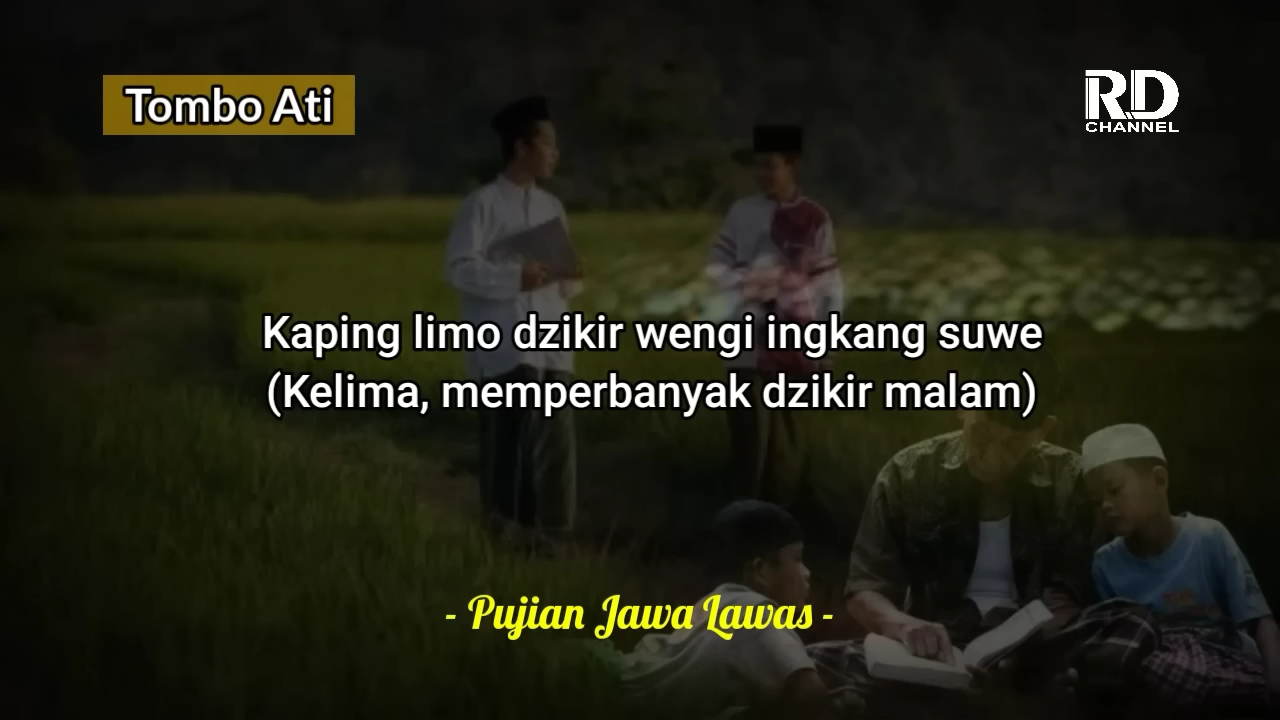 Tombo Ati
RD
CHANNEL
Kaping limo dzikir wengi ingkang suwe
(Kelima, memperbanyak dzikir malam)
- Pujian Jawa Lawas -